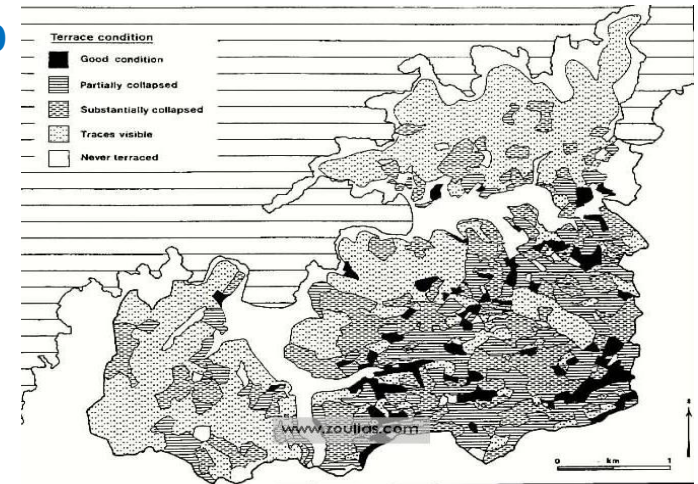 Terrace condition
Good condition
Partially collapsed
Substantially collapsed
Traces visible
Never terraced
www.zoulias.com
0 km 1